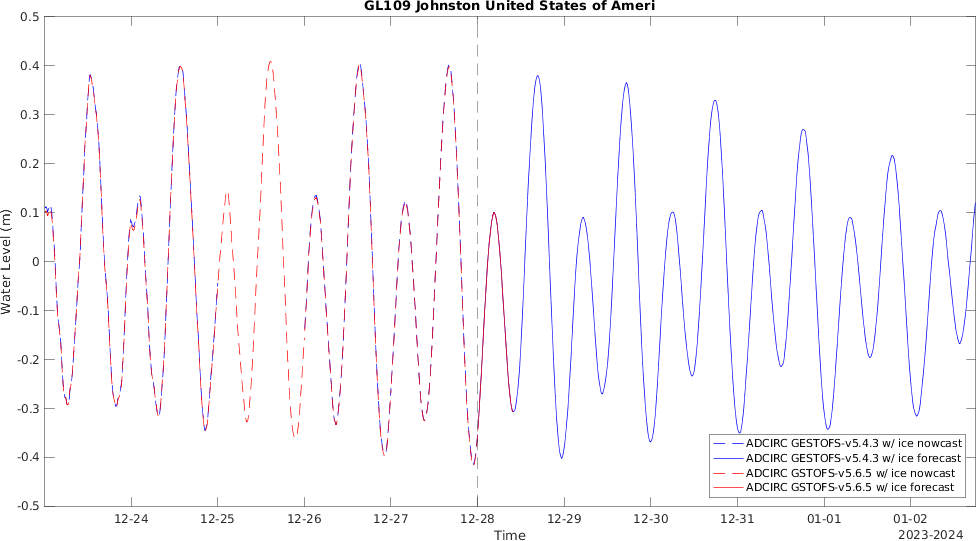 GL109 Johnston United States of Ameri
0.5
0.4
0.3
0.2
0.1
0
-0.1
-0.2
-0.3
-0.4
-0.5
Water Level (m)
ADCIRC GESTOFS-v5.4.3 w/ ice nowcast
ADCIRC GESTOFS-v5.4.3 w/ ice forecast
ADCIRC GSTOFS-v5.6.5 w/ ice nowcast
ADCIRC GSTOFS-v5.6.5 w/ ice forecast
12-24 12-25 12-26 12-27 12-28 12-29 12-30 12-31 01-01 01-02
Time
2023-2024